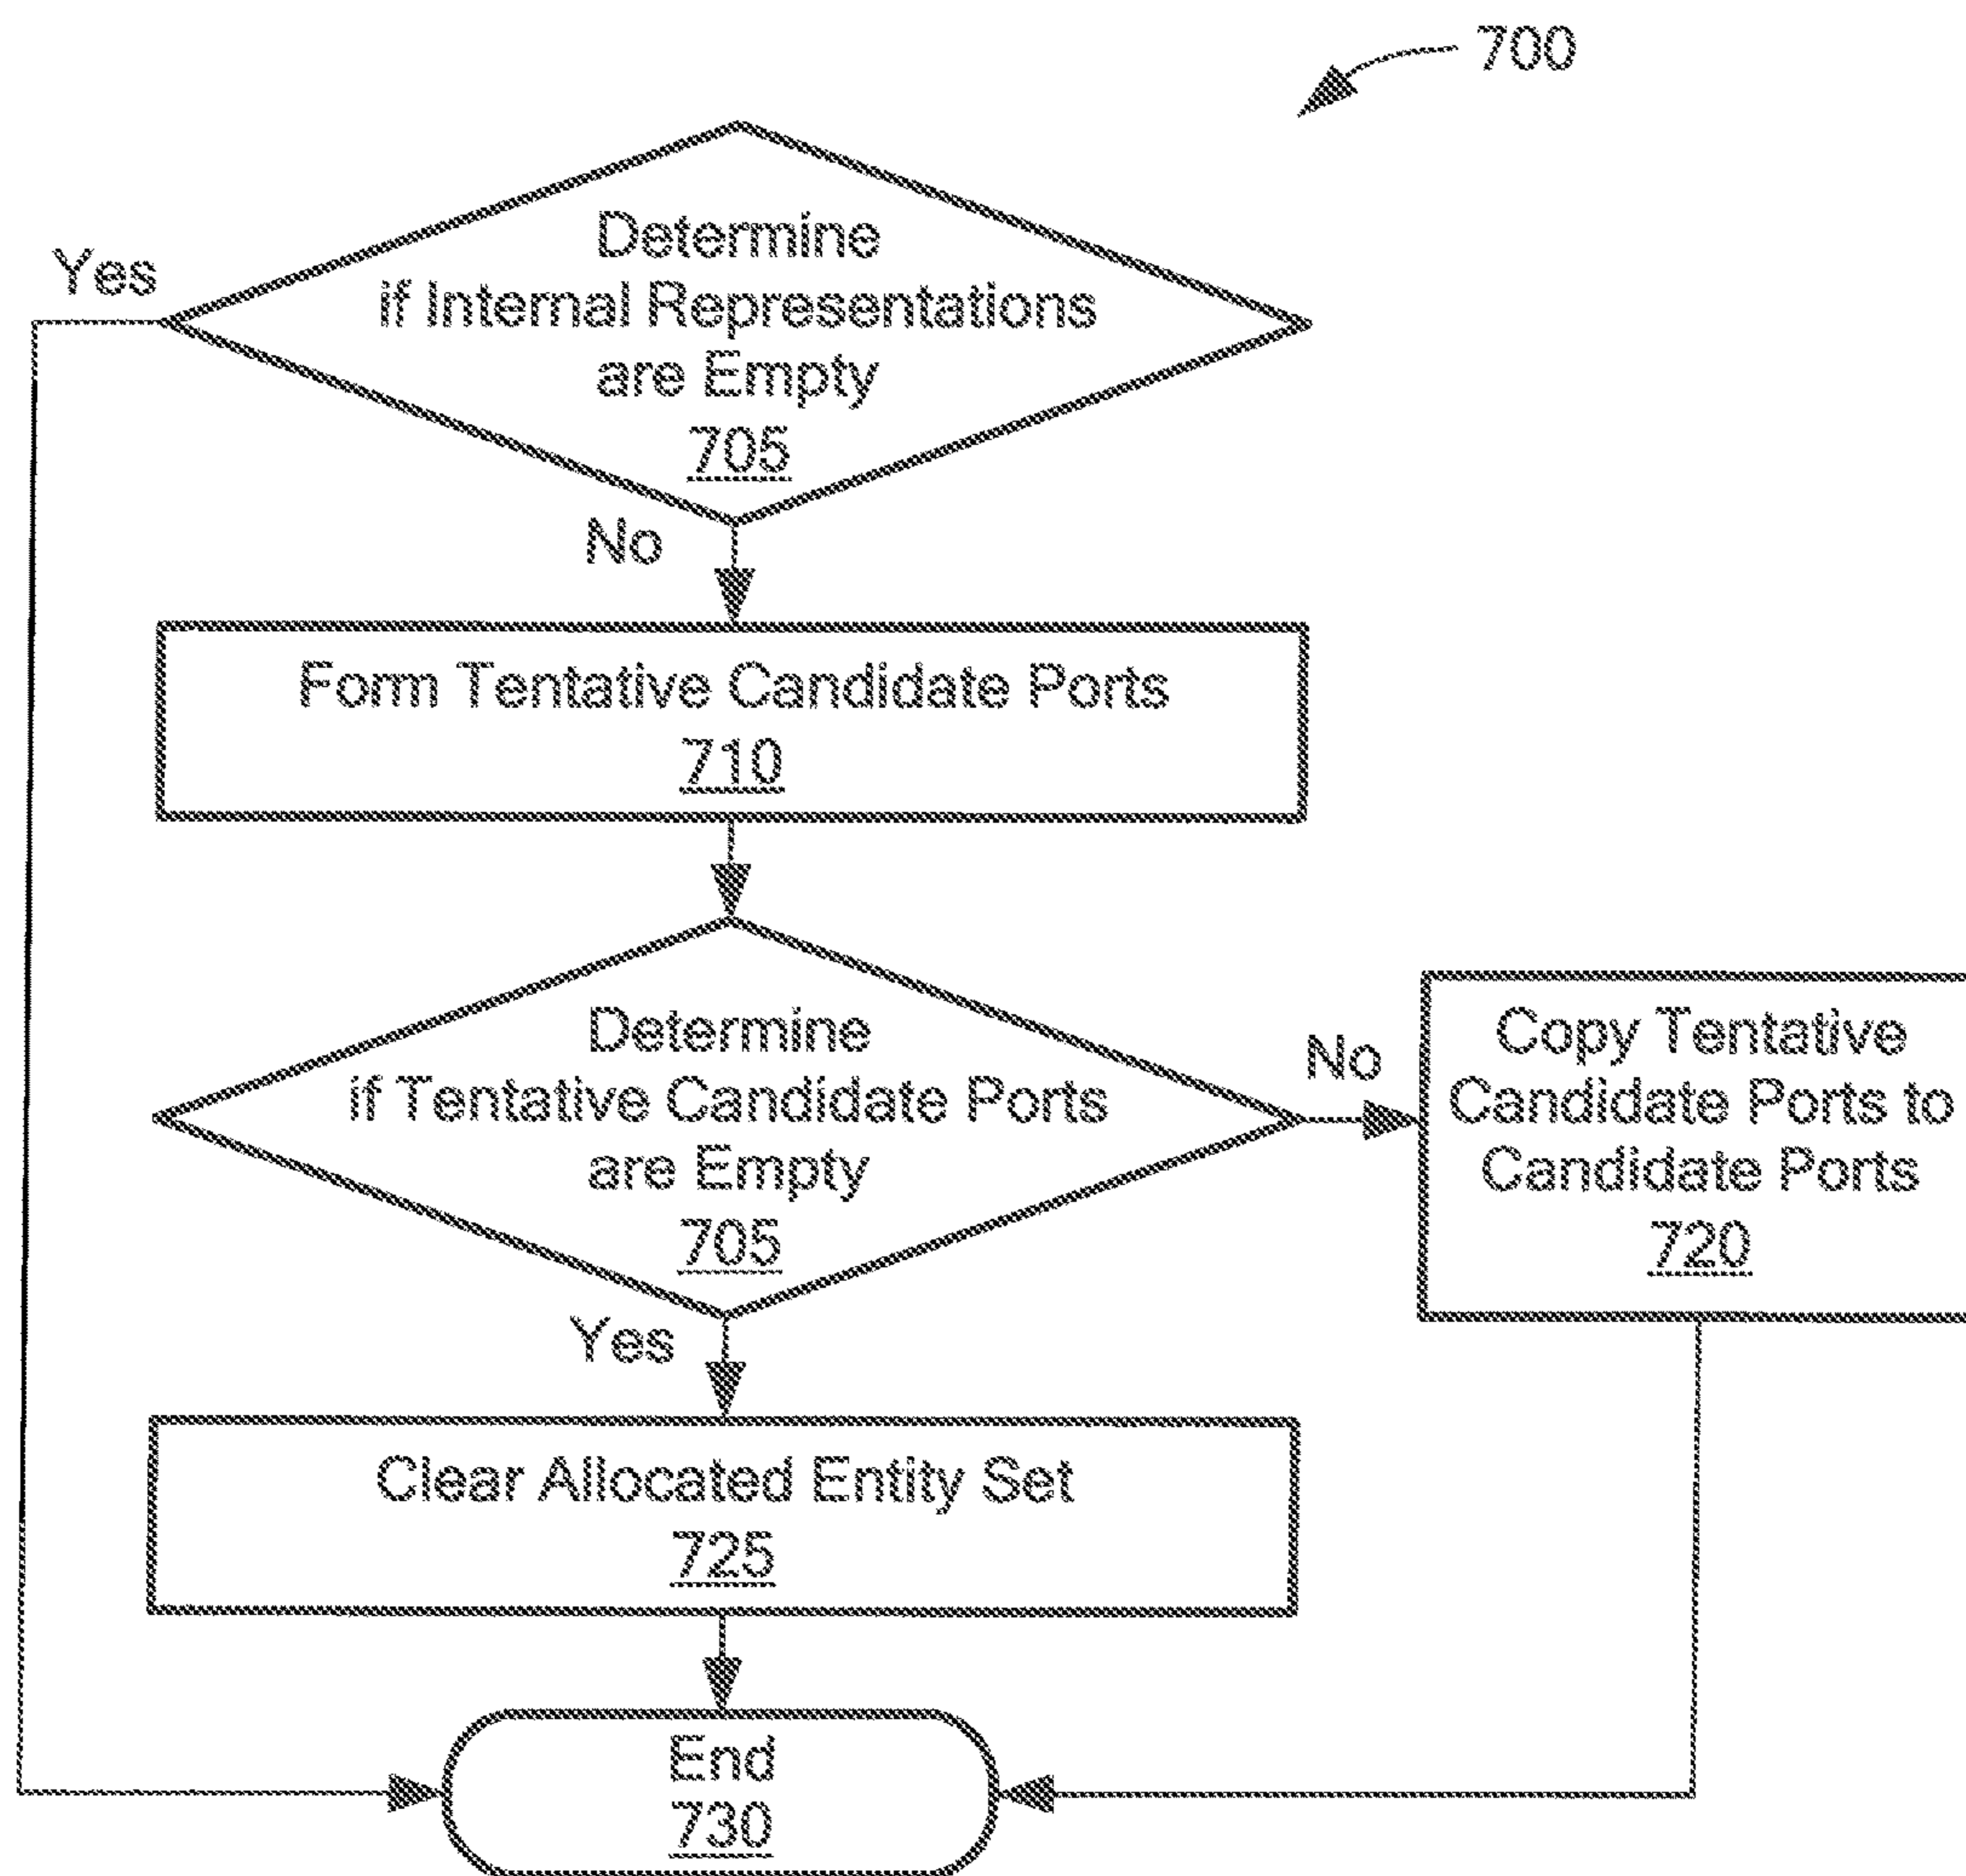 700
Determine
if Internal Representations
are Empty
705
Yes
No
Form Tentative Candidate Ports
710
Determine
if Tentative Candidate Ports
are Empty
705
No
Copy Tentative
Candidate Ports to
Candidate Ports
720
Yes
Clear Allocated Entity Set
725
End
730